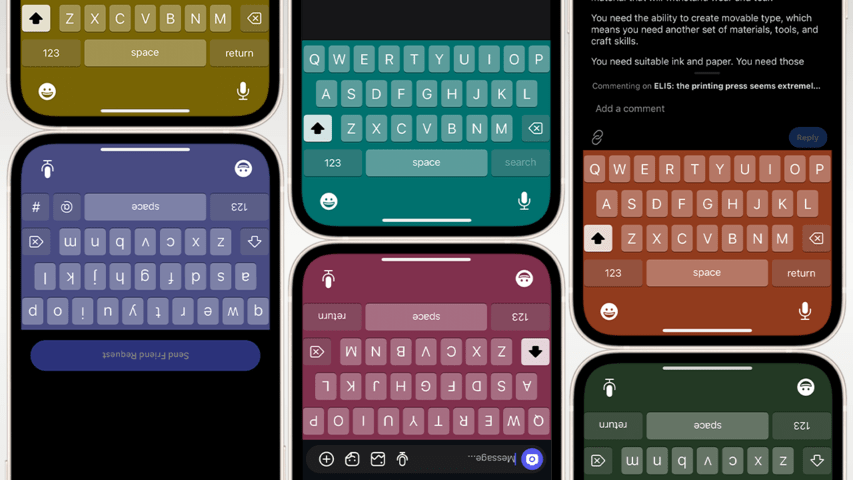 Z X C V B N M
123 space return
Send Friend Request
q w e r t y u i o p
a s d f g h j k l
z x c v b n m
123 space @ #
Q W E R T Y U I O P
A S D F G H J K L
Z X C V B N M
123 space search
Message...
Q W E R T Y U I O P
A S D F G H J K L
Z X C V B N M
123 space return
You need the ability to create movable type, which
means you need another set of materials, tools, and
craft skills.
You need suitable ink and paper. You need those
Commenting on ELI5: the printing press seems extremel...
Add a comment
Reply
Q W E R T Y U I O P
A S D F G H J K L
Z X C V B N M
123 space return
z x c v b n m
123 space return